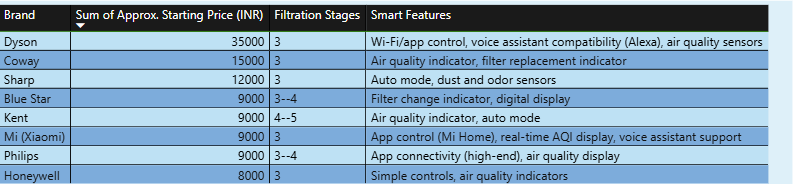 Brand Sum of Approx. Starting Price (INR) Filtration Stages Smart Features
Dyson 35000 3 Wi-Fi/app control, voice assistant compatibility (Alexa), air quality sensors
Coway 15000 3 Air quality indicator, filter replacement indicator
Sharp 12000 3 Auto mode, dust and odor sensors
Blue Star 9000 3--4 Filter change indicator, digital display
Kent 9000 4--5 Air quality indicator, auto mode
Mi (Xiaomi) 9000 3 App control (Mi Home), real-time AQI display, voice assistant support
Philips 9000 3--4 App connectivity (high-end), air quality display
Honeywell 8000 3 Simple controls, air quality indicators